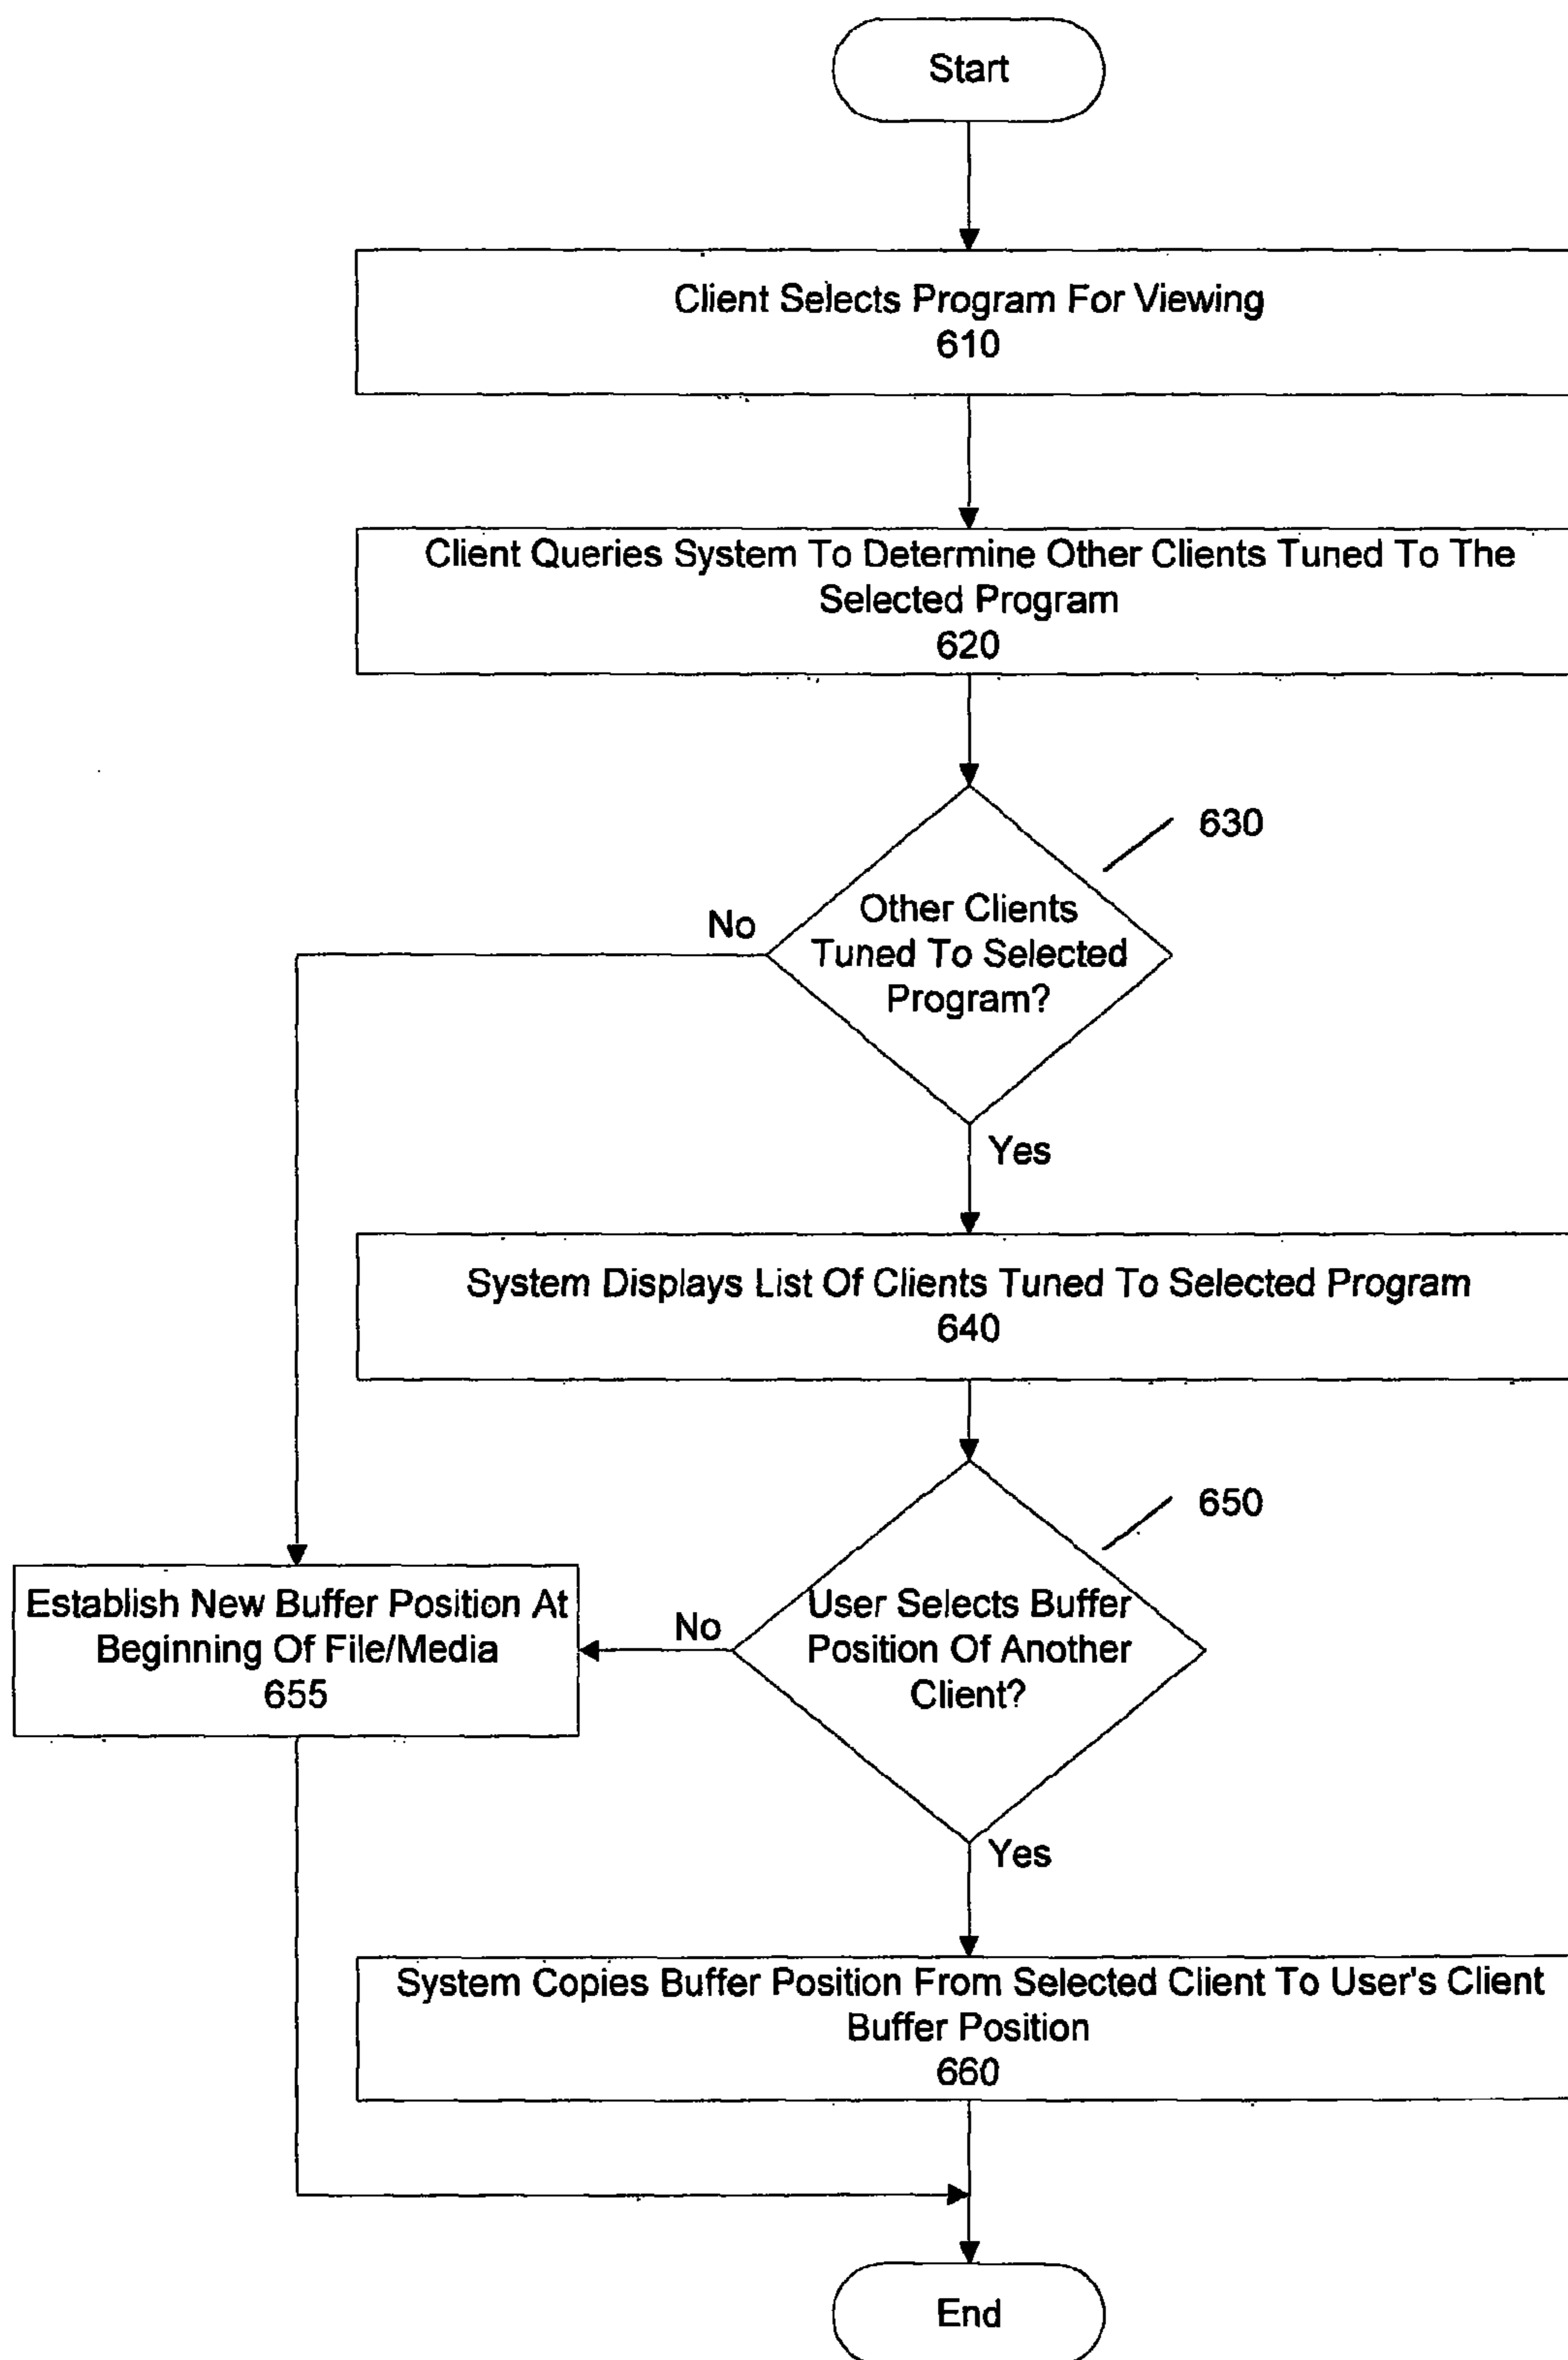 Start
Client Selects Program For Viewing
610
Client Queries System To Determine Other Clients Tuned To The
Selected Program
620
630
Other Clients
Tuned To Selected
Program?
No
Yes
System Displays List Of Clients Tuned To Selected Program
640
650
User Selects Buffer
Position Of Another
Client?
No
Establish New Buffer Position At
Beginning Of File/Media
655
Yes
System Copies Buffer Position From Selected Client To User's Client
Buffer Position
660
End